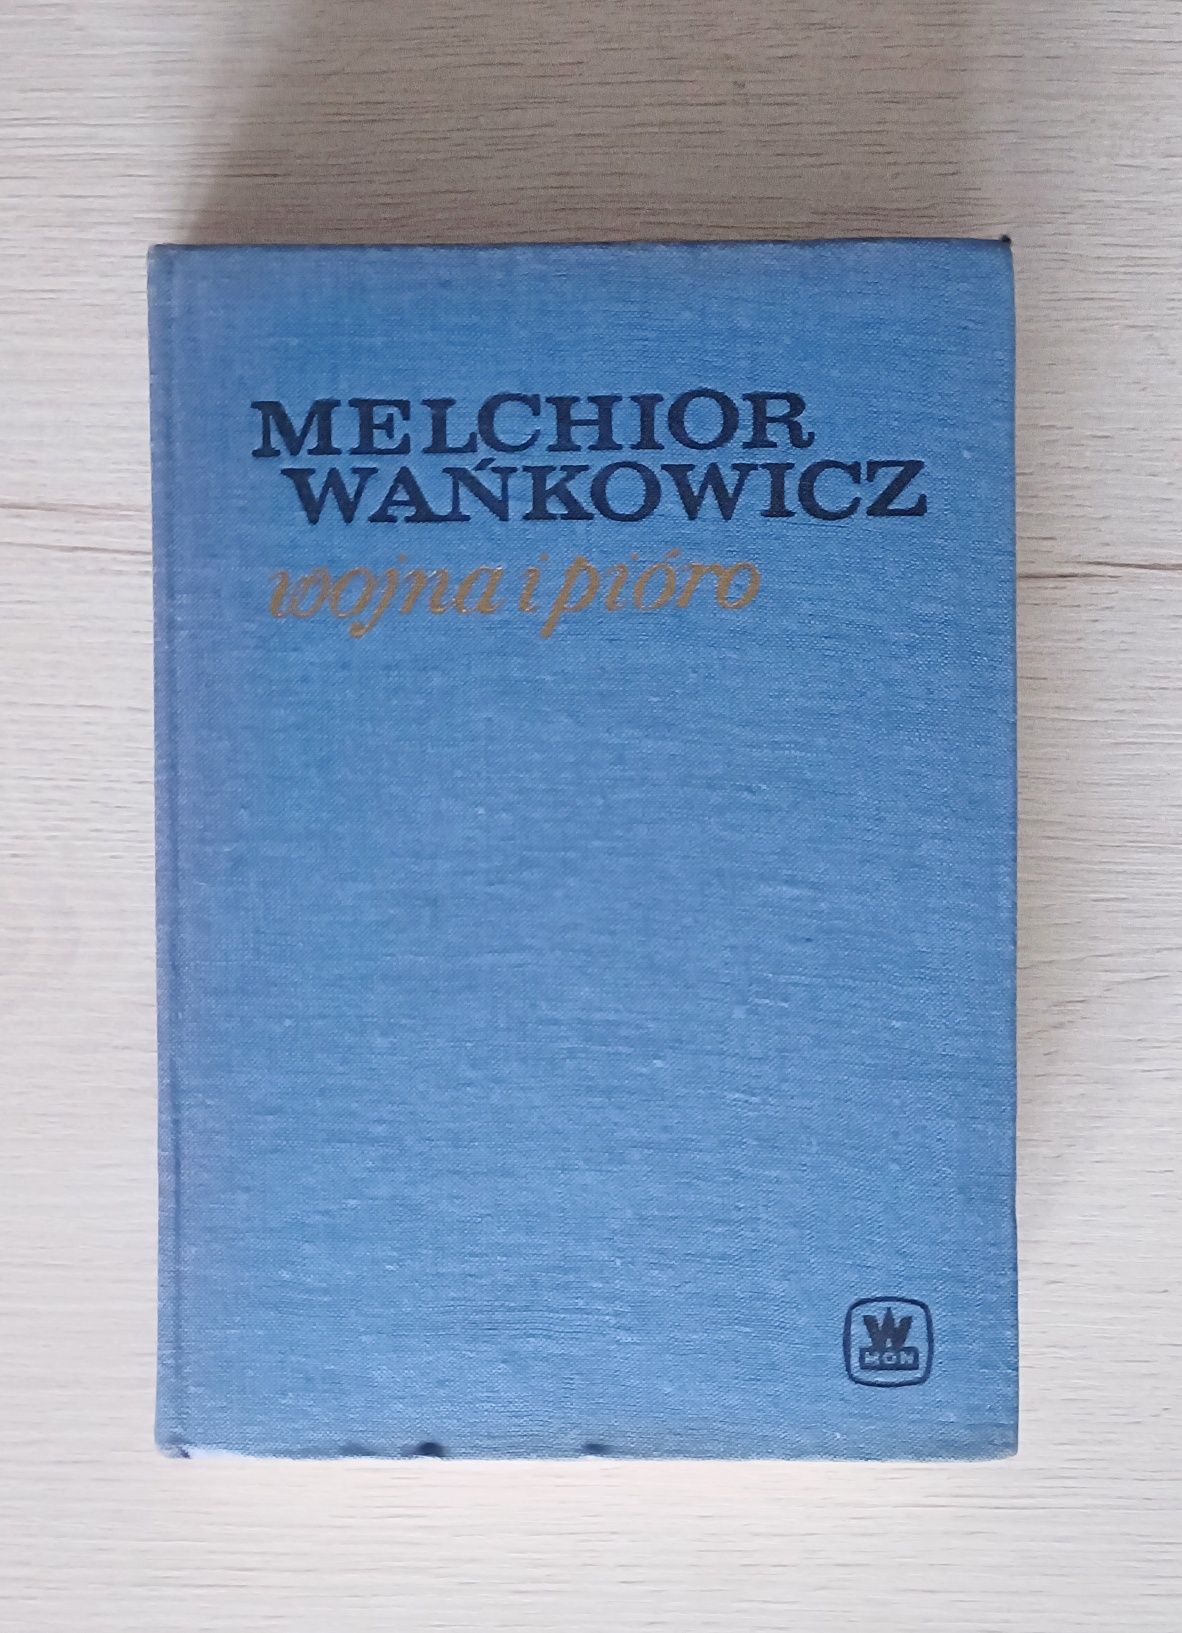 MELCHIOR
WAŃKOWICZ
wojna i pióro
W
MON